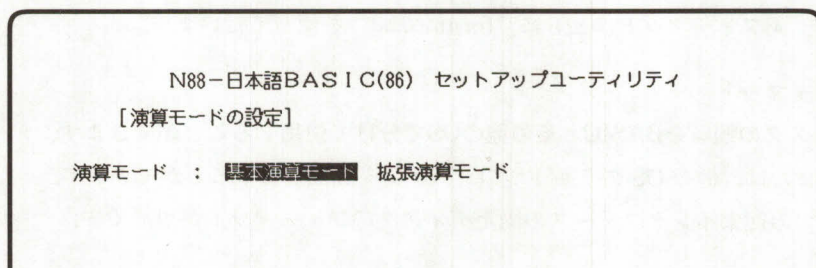 N88－日本語BASIC(86) セットアップユーティリティ
[演算モードの設定]
演算モード ： 基本演算モード 拡張演算モード